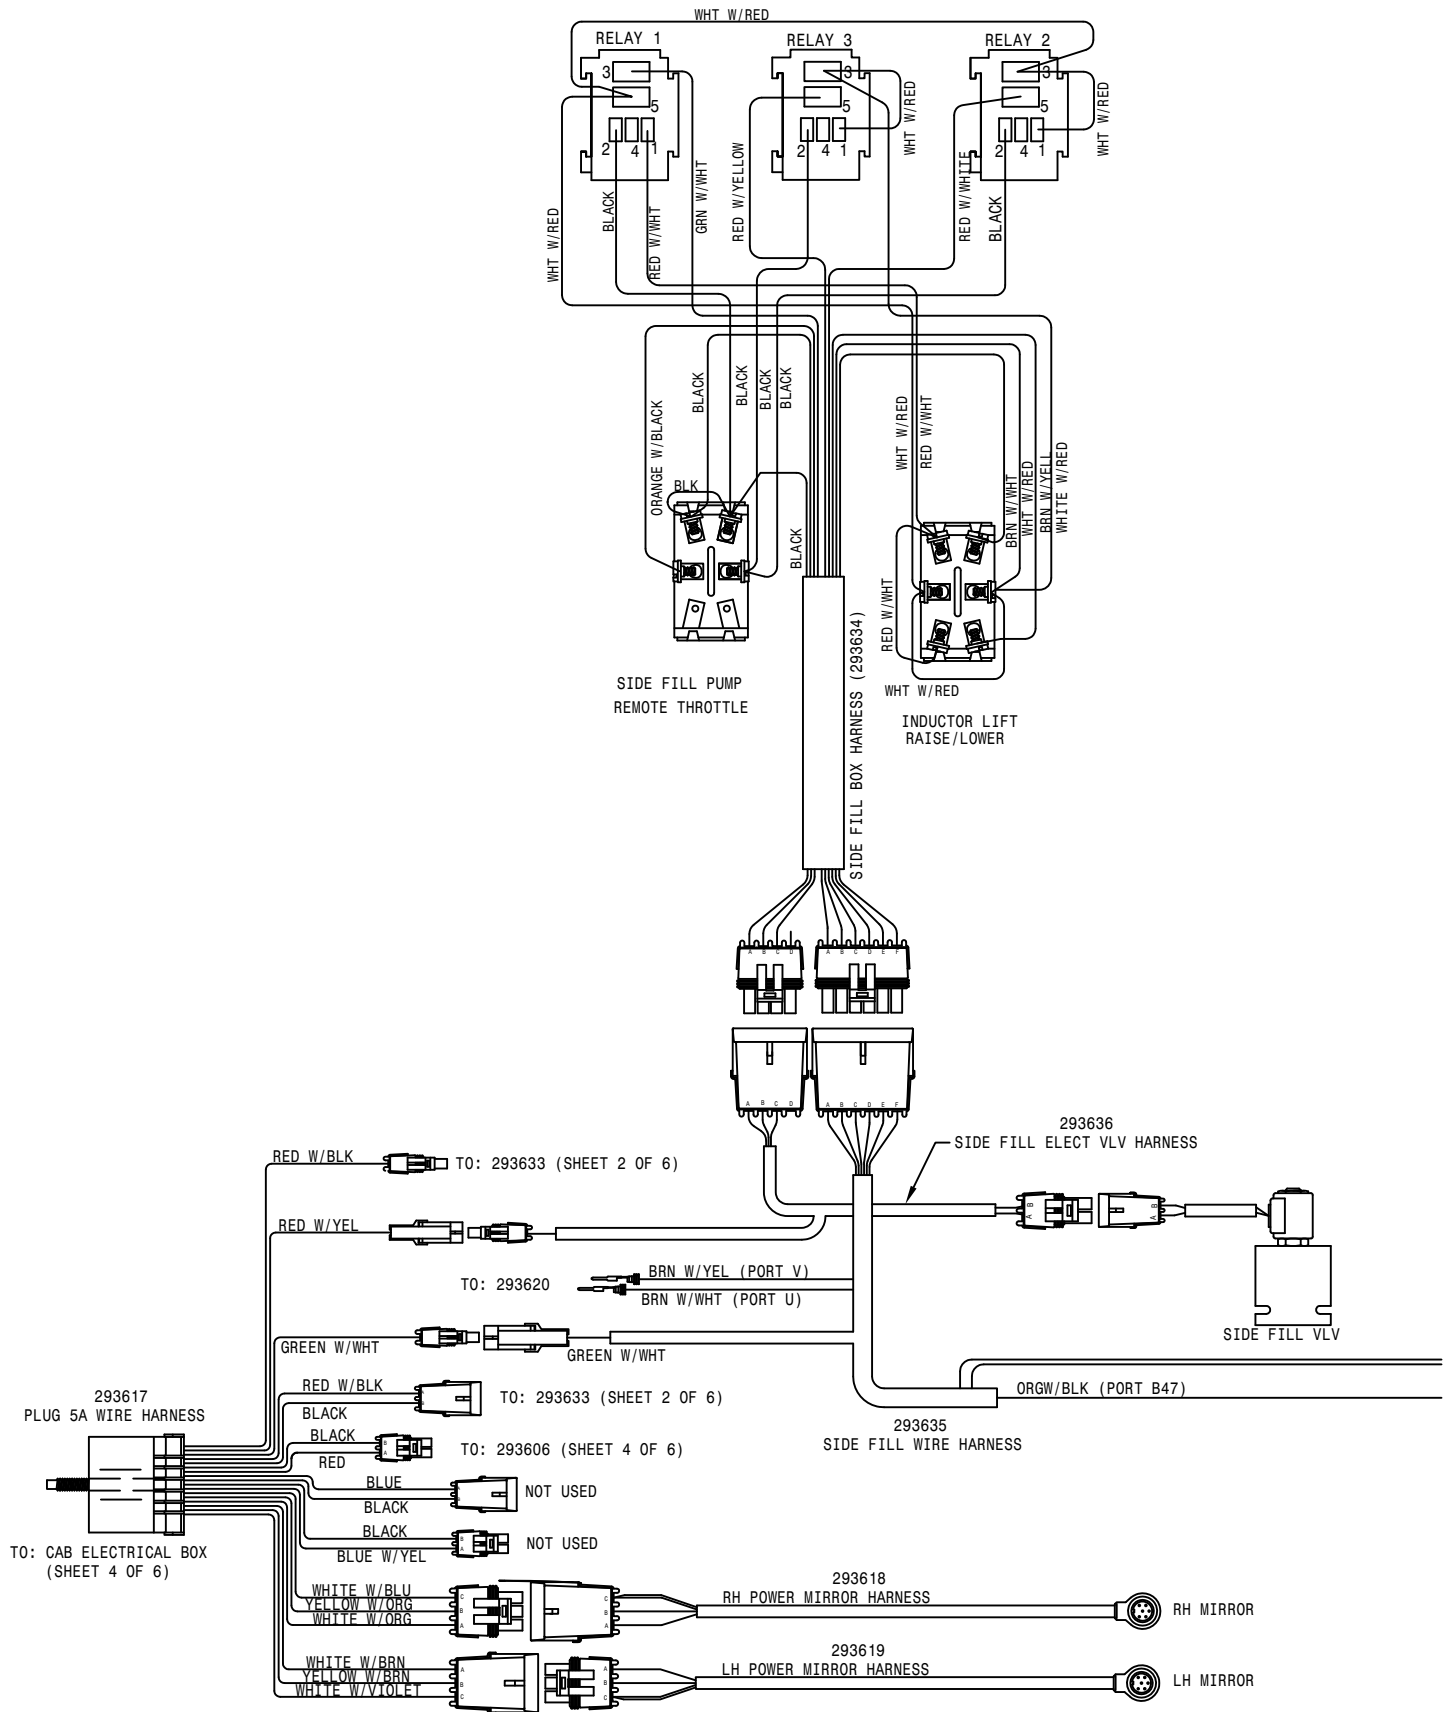 WHT W/RED
RELAY 1
RELAY 3
RELAY 2
3
5
2 4 1
3
5
2 4 1
3
5
2 4 1
WHT W/RED
WHT W/RED
WHT W/RED
BLACK
RED W/WHT
GRN W/WHT
RED W/YELLOW
RED W/WHITE
BLACK
ORANGE W/BLACK
BLACK
BLACK
BLACK
BLACK
BLK
BLACK
WHT W/RED
RED W/WHT
BRN W/WHT
WHT W/RED
BRN W/YELL
WHITE W/RED
RED W/WHT
WHT W/RED
SIDE FILL PUMP
REMOTE THROTTLE
INDUCTOR LIFT
RAISE/LOWER
SIDE FILL BOX HARNESS (293634)
A B C D
A B C D E F
A B C D
A B C D E F
293636
SIDE FILL ELECT VLV HARNESS
RED W/BLK
TO: 293633 (SHEET 2 OF 6)
RED W/YEL
A B
A B
TO: 293620
BRN W/YEL (PORT V)
BRN W/WHT (PORT U)
SIDE FILL VLV
GREEN W/WHT
GREEN W/WHT
293617
PLUG 5A WIRE HARNESS
RED W/BLK
BLACK
TO: 293633 (SHEET 2 OF 6)
ORGW/BLK (PORT B47)
293635
SIDE FILL WIRE HARNESS
BLACK
RED
B
A
TO: 293606 (SHEET 4 OF 6)
BLUE
BLACK
NOT USED
BLACK
BLUE W/YEL
B
A
NOT USED
TO: CAB ELECTRICAL BOX
(SHEET 4 OF 6)
WHITE W/BLU
YELLOW W/ORG
WHITE W/ORG
C
B
A
C
B
A
293618
RH POWER MIRROR HARNESS
RH MIRROR
WHITE W/BRN
YELLOW W/BRN
WHITE W/VIOLET
A
B
C
A
B
C
293619
LH POWER MIRROR HARNESS
LH MIRROR